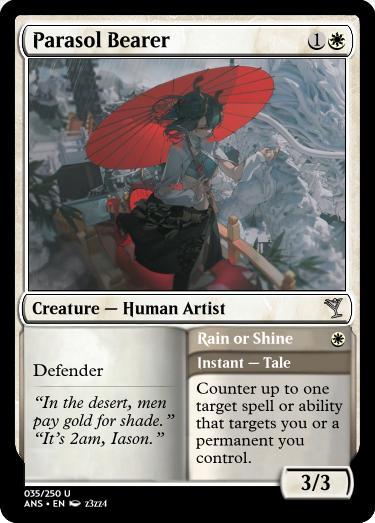 Parasol Bearer 1
Creature — Human Artist
Defender
“In the desert, men
pay gold for shade.”
“It's 2am, Iason.”
Rain or Shine
Instant — Tale
Counter up to one
target spell or ability
that targets you or a
permanent you
control.
3/3
035/250 U
ANS • EN z3zz4